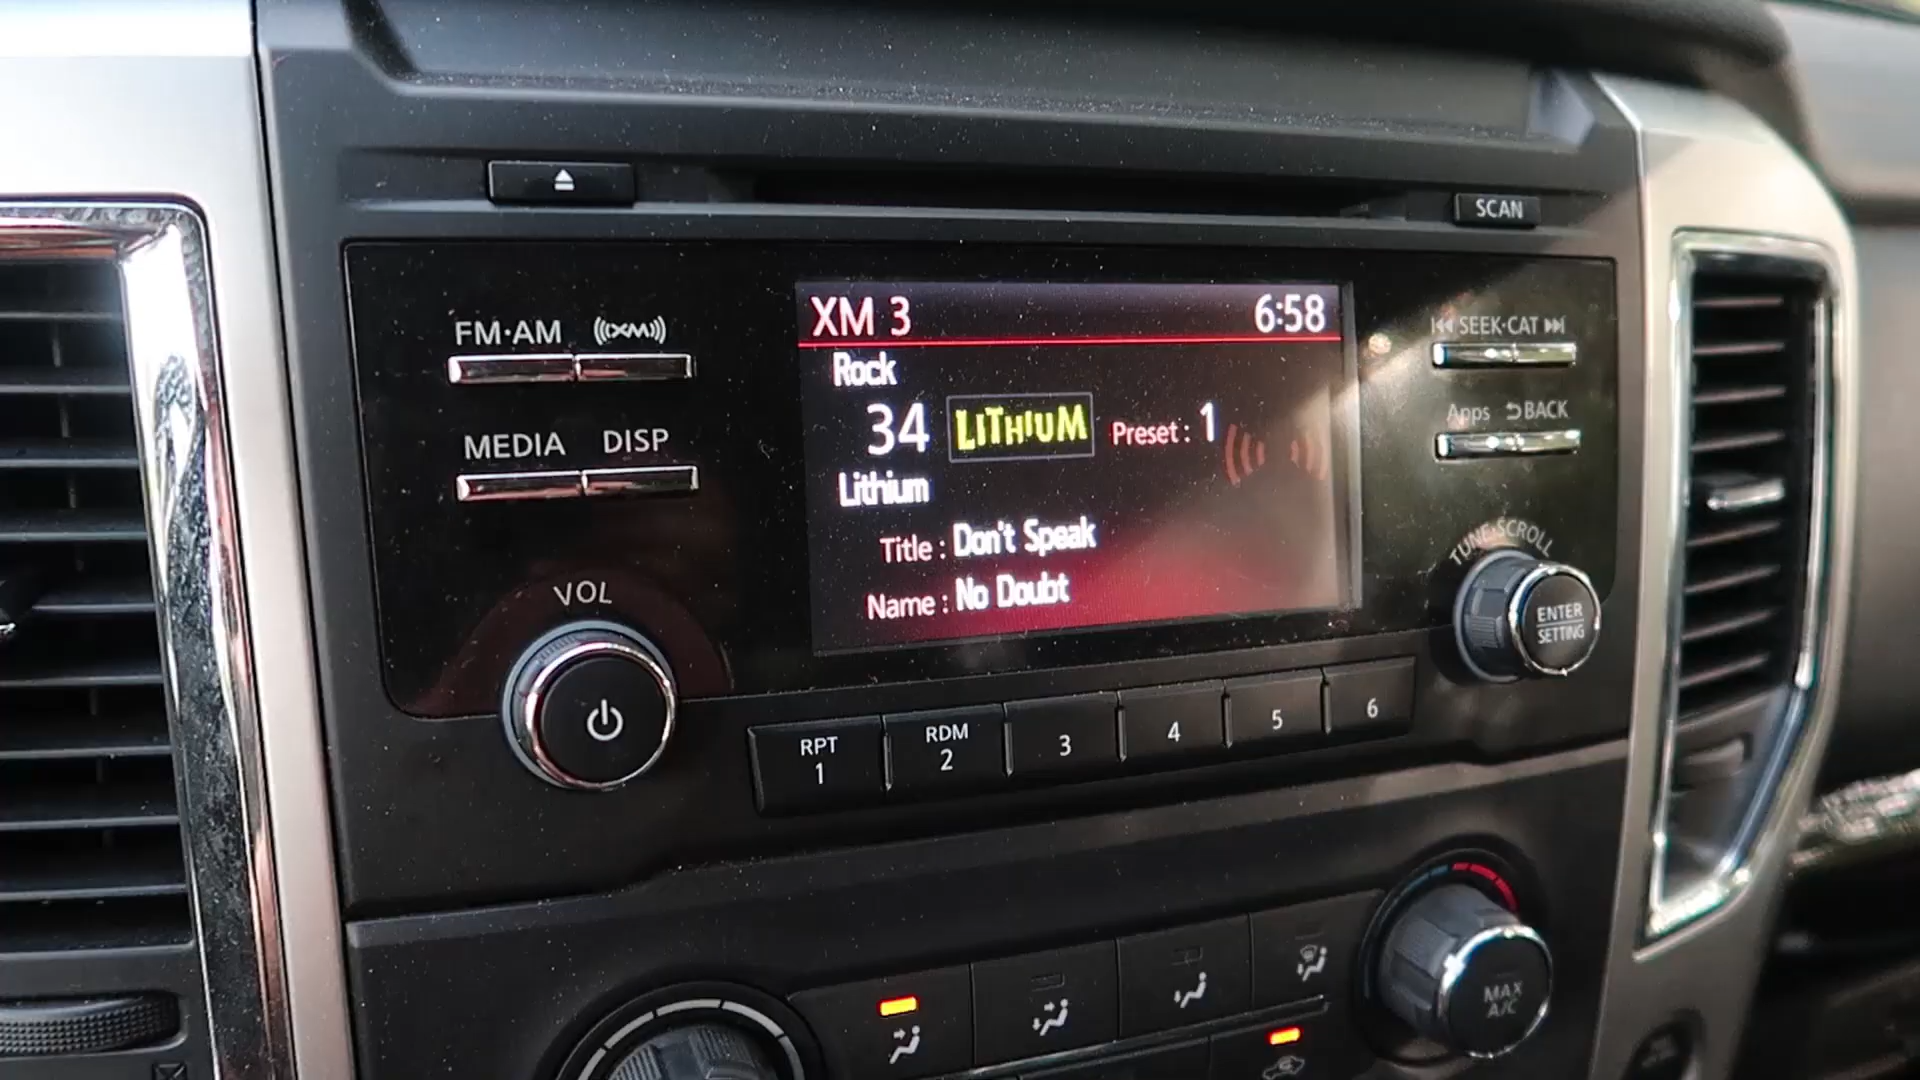 SCAN
FM·AM XM
MEDIA DISP
VOL
XM 3 6:58
Rock
34 LiTHiUM Preset : 1
Lithium
Title : Don't Speak
Name : No Doubt
SEEK·CAT
Apps BACK
TUNE·SCROLL
ENTER
SETTING
RPT
1
RDM
2
3
4
5
6
MAX
A/C